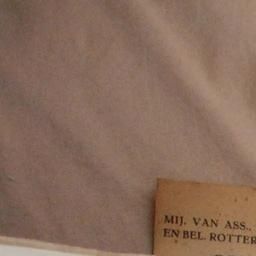 MIJ. VAN ASS.,
EN BEL. ROTTER